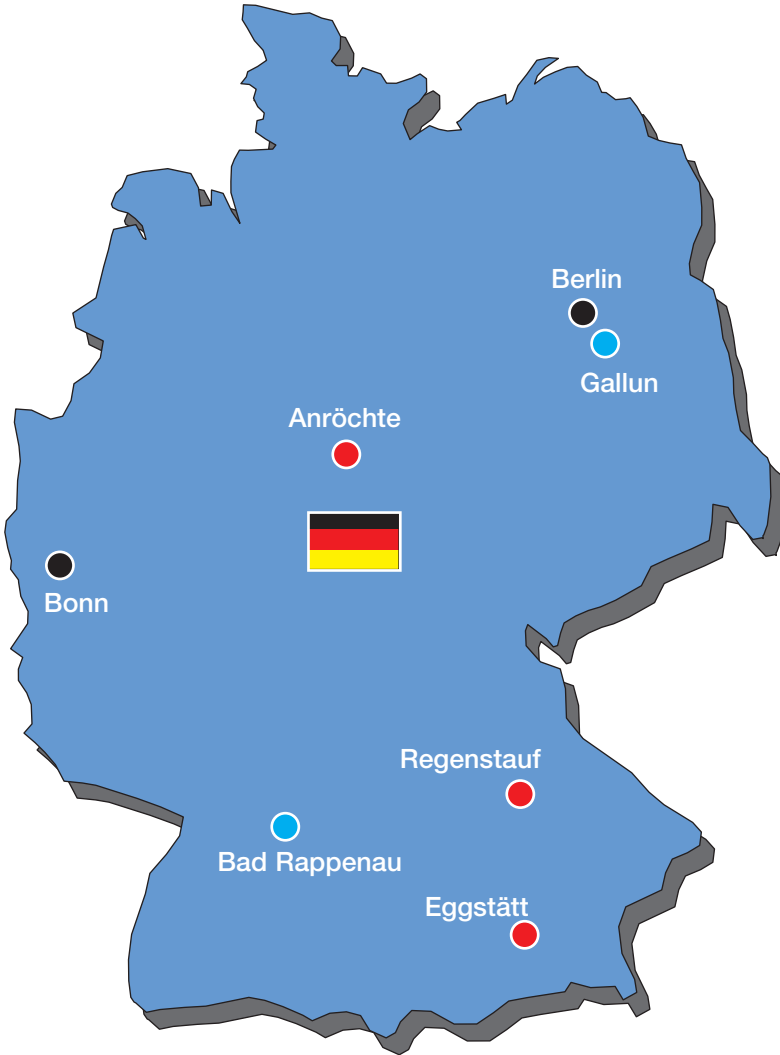 Berlin
Gallun
Anröchte
Bonn
Regenstauf
Bad Rappenau
Eggstätt